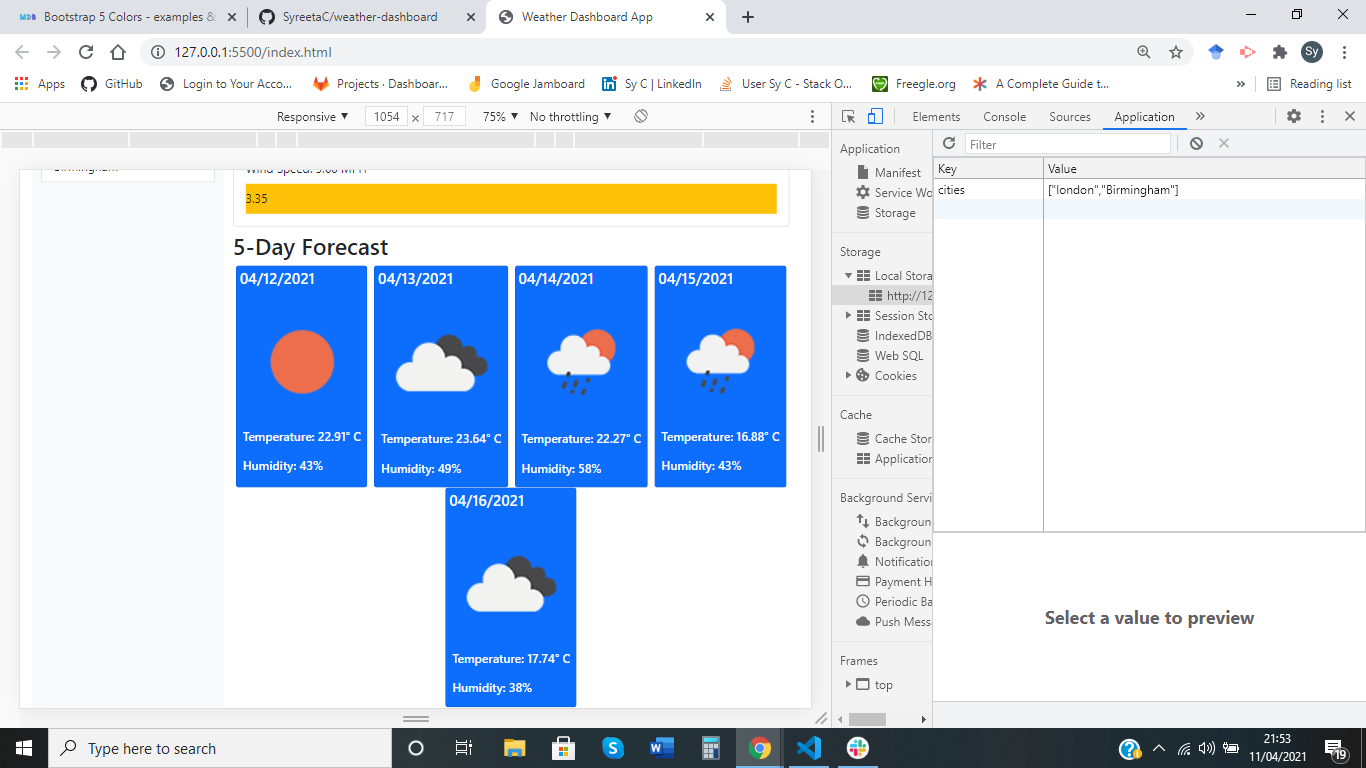 Bootstrap 5 Colors - examples &
SyreetaC/weather-dashboard
Weather Dashboard App
127.0.0.1:5500/index.html
Sy
Apps
GitHub
Login to Your Acco...
Projects · Dashboar...
Google Jamboard
Sy C | LinkedIn
User Sy C - Stack O...
Freegle.org
A Complete Guide t...
»
Reading list
Responsive ▼
1054 × 717
75% ▼
No throttling ▼
Elements
Console
Sources
Application
»
Birmingham
Wind Speed: 5.66 MPH
3.35
5-Day Forecast
04/12/2021
Temperature: 22.91° C
Humidity: 43%
04/13/2021
Temperature: 23.64° C
Humidity: 49%
04/14/2021
Temperature: 22.27° C
Humidity: 58%
04/15/2021
Temperature: 16.88° C
Humidity: 43%
04/16/2021
Temperature: 17.74° C
Humidity: 38%
Application
Manifest
Service Wo
Storage
Storage
Local Stora
http://12
Session Sto
IndexedDB
Web SQL
Cookies
Cache
Cache Stor
Application
Background Servi
Backgroun
Backgroun
Notification
Payment H
Periodic Ba
Push Mess
Frames
top
Filter
Key
Value
cities
["london","Birmingham"]
Select a value to preview
Type here to search
21:53
11/04/2021
19